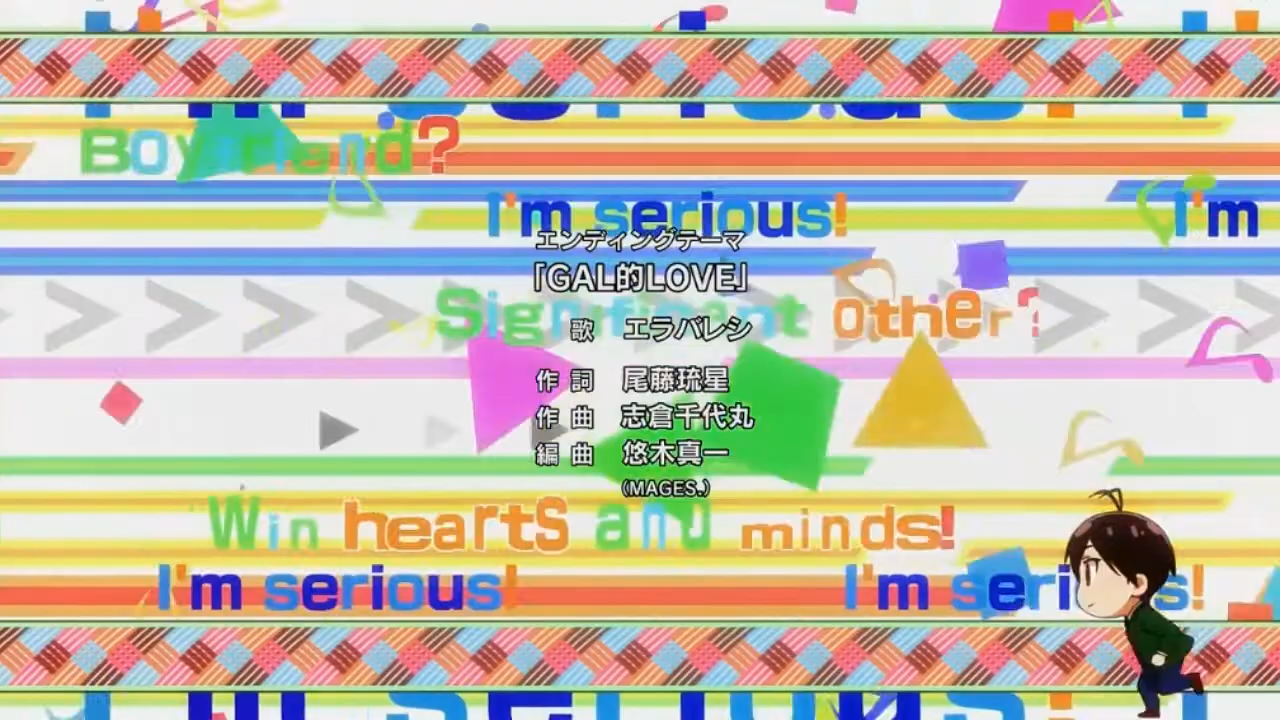 Boyfriend?
I'm serious!
I'm
エンディングテーマ
「GAL的LOVE」
Significant other?
歌 エラバレシ
作詞 尾藤琉星
作曲 志倉千代丸
編曲 悠木真一
(MAGES.)
Win hearts and minds!
I'm serious!
I'm serious!
I'm serious!